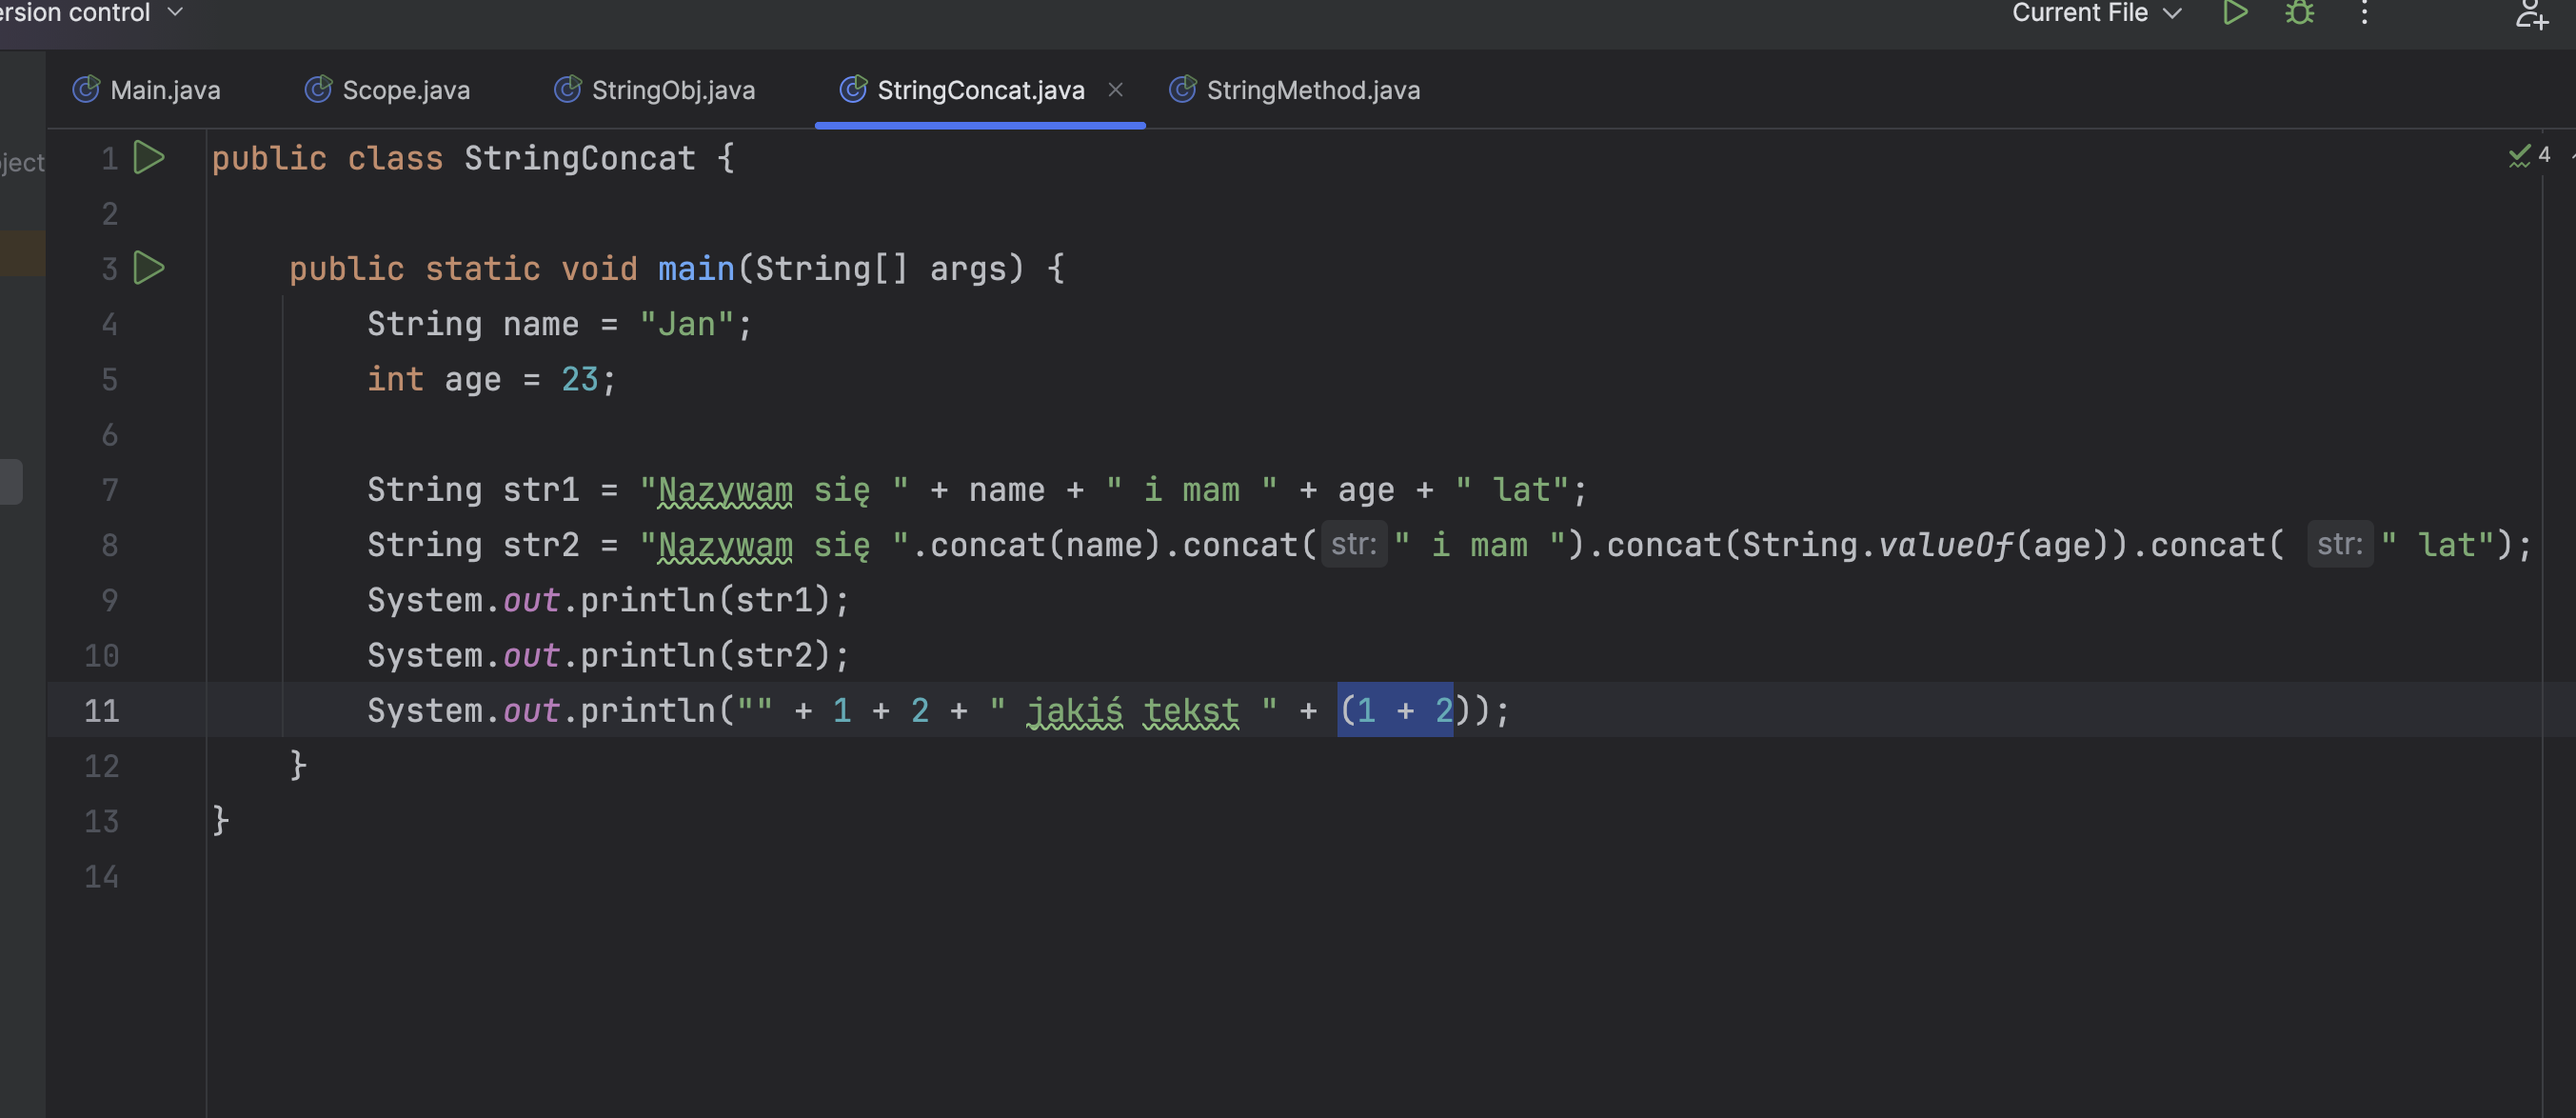 ersion control
Current File
Main.java
Scope.java
StringObj.java
StringConcat.java
StringMethod.java
ject
4
1 public class StringConcat {
2
3 public static void main(String[] args) {
4 String name = "Jan";
5 int age = 23;
6
7 String str1 = "Nazywam się " + name + " i mam " + age + " lat";
8 String str2 = "Nazywam się ".concat(name).concat( str: " i mam ").concat(String.valueOf(age)).concat( str: " lat");
9 System.out.println(str1);
10 System.out.println(str2);
11 System.out.println("" + 1 + 2 + " jakiś tekst " + (1 + 2));
12 }
13 }
14